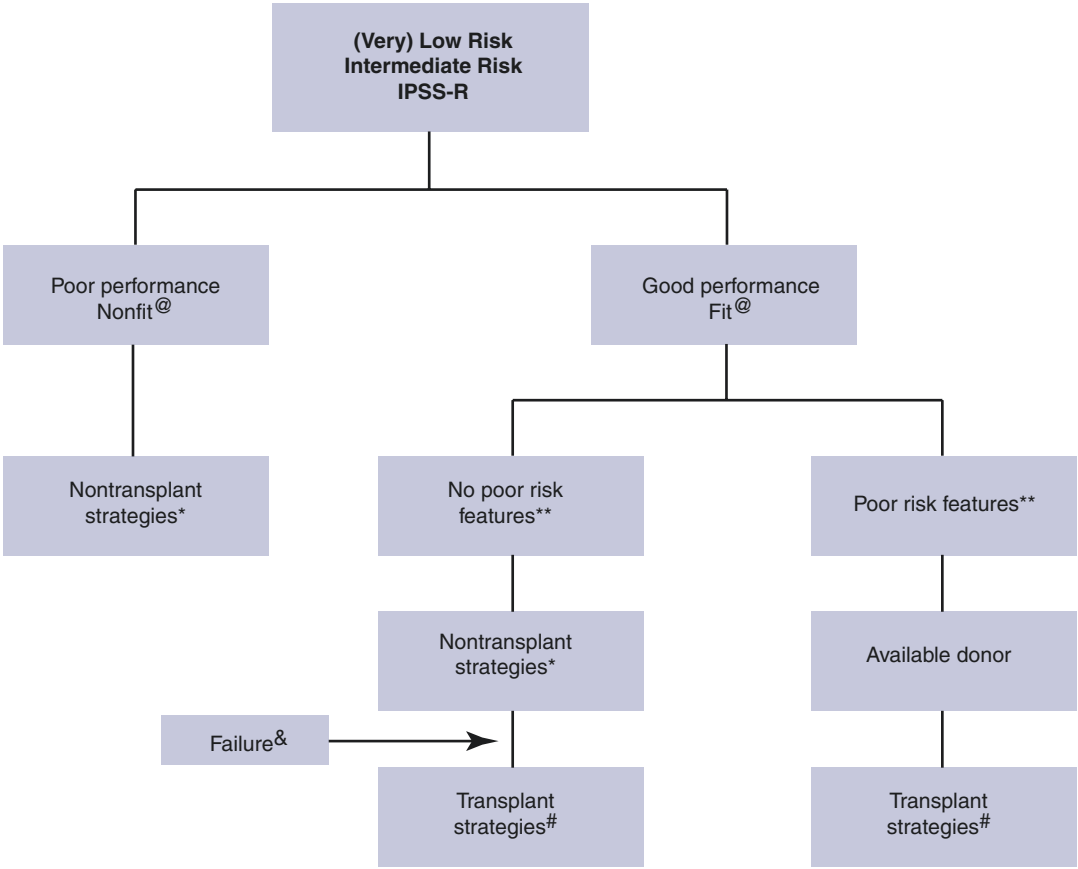 (Very) Low Risk
Intermediate Risk
IPSS-R
Poor performance
Nonfit@
Good performance
Fit@
Nontransplant
strategies*
No poor risk
features**
Poor risk features**
Nontransplant
strategies*
Available donor
Failure&
Transplant
strategies#
Transplant
strategies#